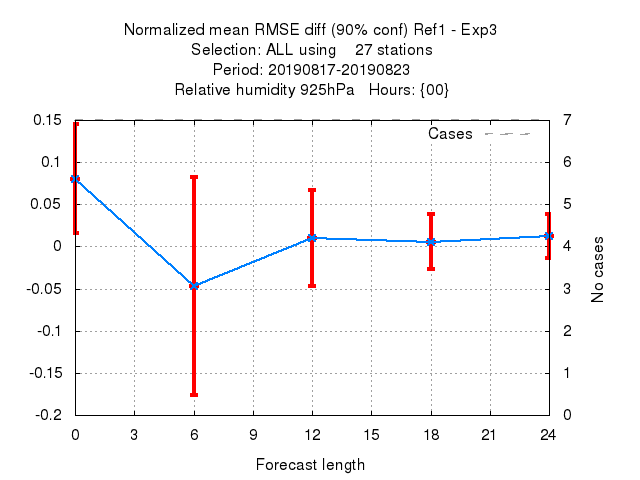 Normalized mean RMSE diff (90% conf) Ref1 - Exp3
Selection: ALL using    27 stations
Period: 20190817-20190823
Relative humidity 925hPa   Hours: {00}
Cases
0.15
0.1
0.05
0
-0.05
-0.1
-0.15
-0.2
7
6
5
4
3
2
1
0
No cases
0 3 6 9 12 15 18 21 24
Forecast length